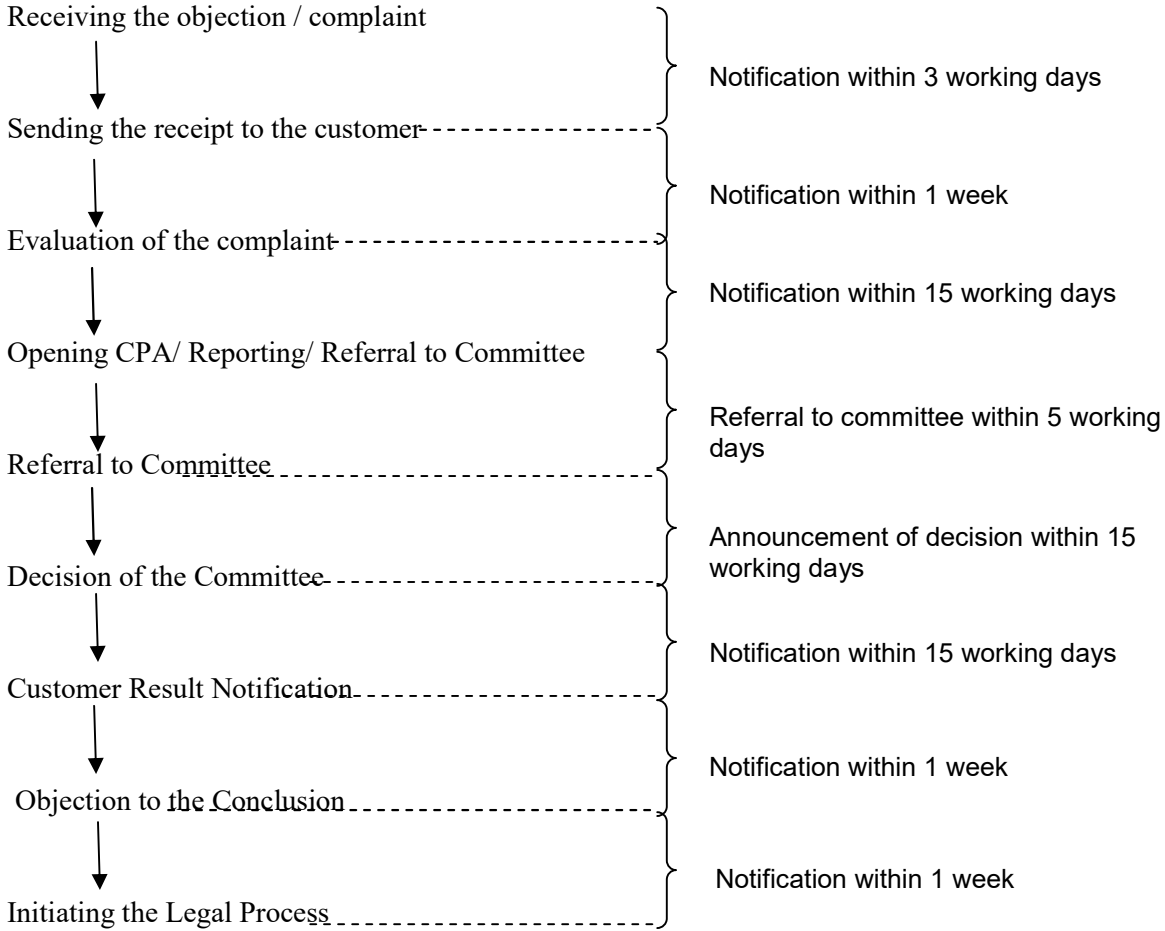 Receiving the objection / complaint
Notification within 3 working days
Sending the receipt to the customer
Notification within 1 week
Evaluation of the complaint
Notification within 15 working days
Opening CPA/ Reporting/ Referral to Committee
Referral to committee within 5 working
days
Referral to Committee
Announcement of decision within 15
working days
Decision of the Committee
Notification within 15 working days
Customer Result Notification
Notification within 1 week
Objection to the Conclusion
Notification within 1 week
Initiating the Legal Process